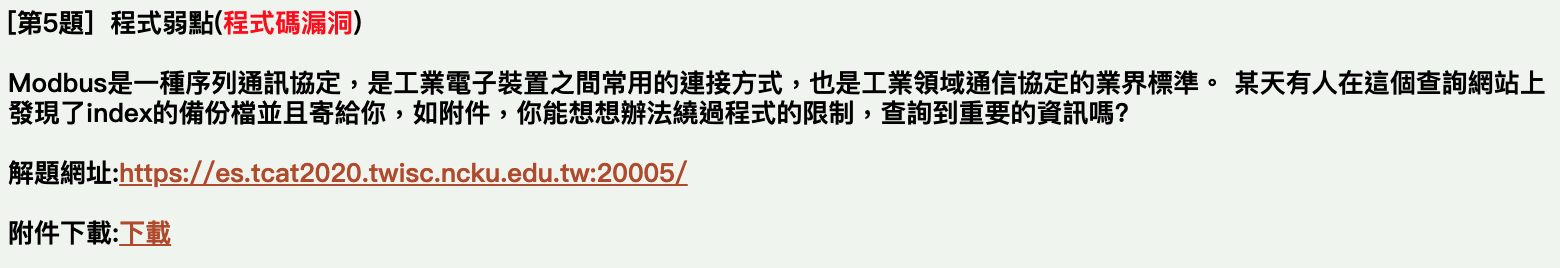 [第5題] 程式弱點(程式碼漏洞)
Modbus是一種序列通訊協定，是工業電子裝置之間常用的連接方式，也是工業領域通信協定的業界標準。 某天有人在這個查詢網站上
發現了index的備份檔並且寄給你，如附件，你能想想辦法繞過程式的限制，查詢到重要的資訊嗎?
解題網址:https://es.tcat2020.twisc.ncku.edu.tw:20005/
附件下載:下載